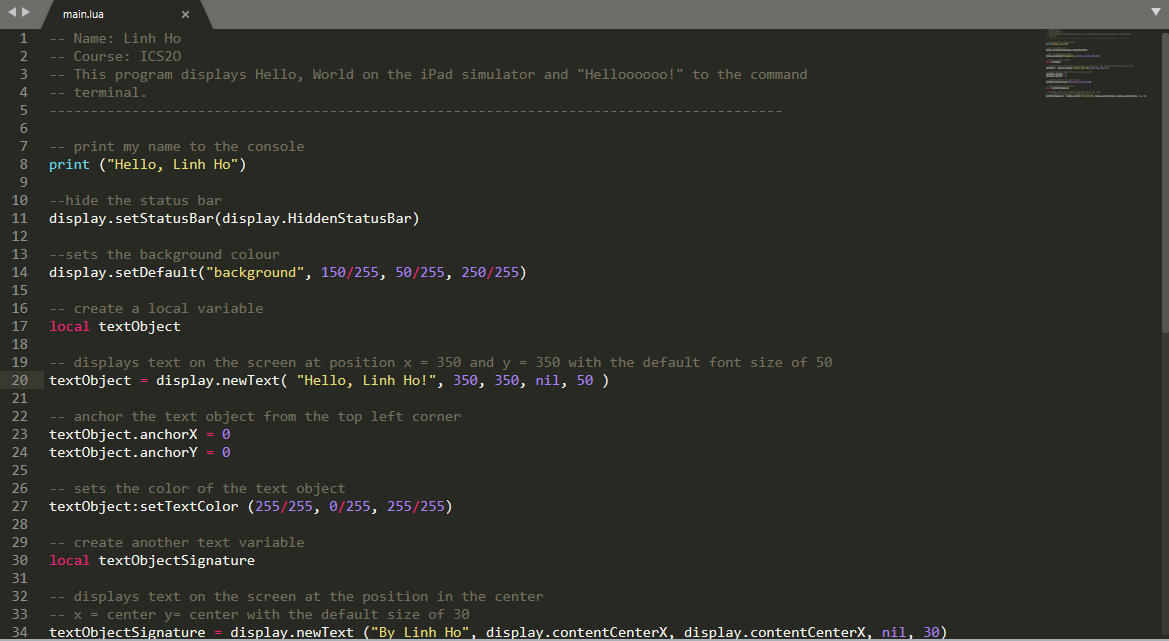 main.lua
1 -- Name: Linh Ho
2 -- Course: ICS2O
3 -- This program displays Hello, World on the iPad simulator and "Helloooooo!" to the command
4 -- terminal.
5 -----------------------------------------------------------------------------------------
6
7 -- print my name to the console
8 print ("Hello, Linh Ho")
9
10 --hide the status bar
11 display.setStatusBar(display.HiddenStatusBar)
12
13 --sets the background colour
14 display.setDefault("background", 150/255, 50/255, 250/255)
15
16 -- create a local variable
17 local textObject
18
19 -- displays text on the screen at position x = 350 and y = 350 with the default font size of 50
20 textObject = display.newText( "Hello, Linh Ho!", 350, 350, nil, 50 )
21
22 -- anchor the text object from the top left corner
23 textObject.anchorX = 0
24 textObject.anchorY = 0
25
26 -- sets the color of the text object
27 textObject:setTextColor (255/255, 0/255, 255/255)
28
29 -- create another text variable
30 local textObjectSignature
31
32 -- displays text on the screen at the position in the center
33 -- x = center y= center with the default size of 30
34 textObjectSignature = display.newText ("By Linh Ho", display.contentCenterX, display.contentCenterX, nil, 30)